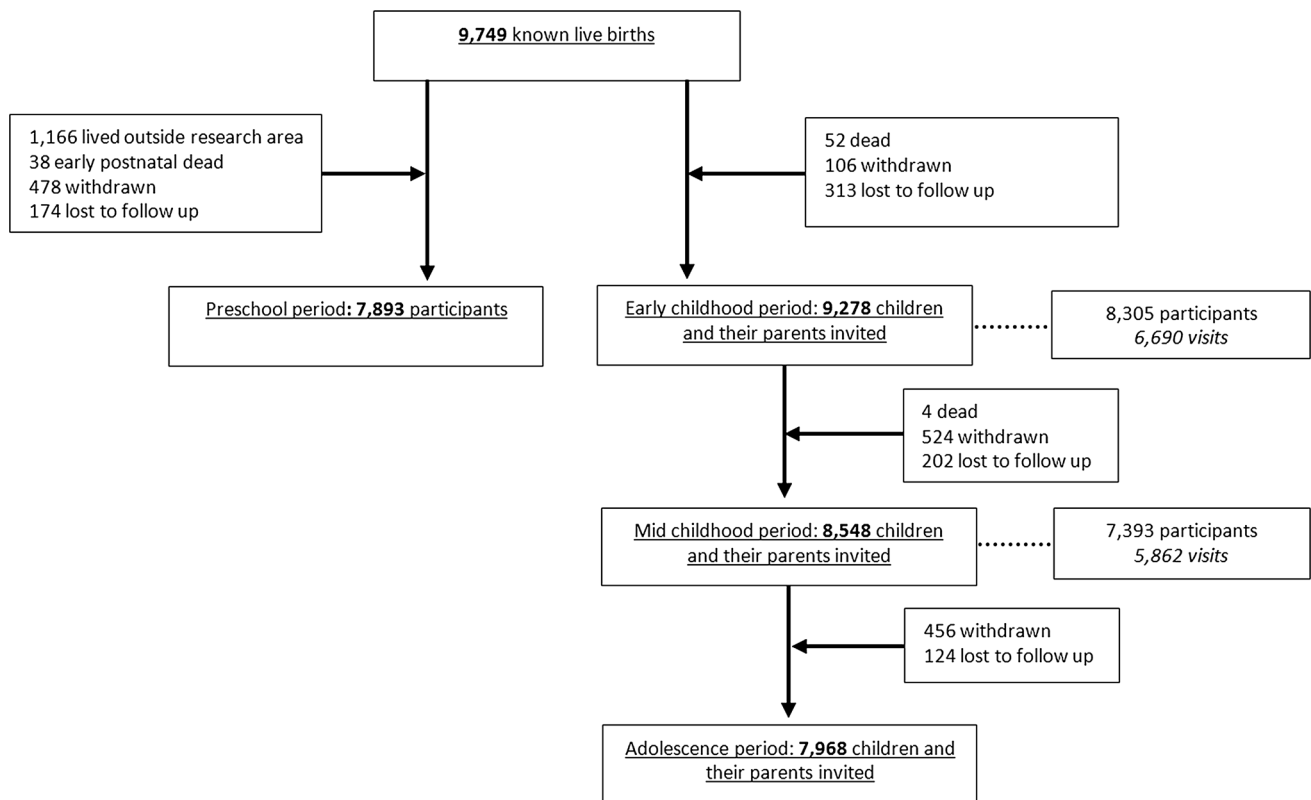 9,749 known live births
1,166 lived outside research area
38 early postnatal dead
478 withdrawn
174 lost to follow up
52 dead
106 withdrawn
313 lost to follow up
Preschool period: 7,893 participants
Early childhood period: 9,278 children
and their parents invited
8,305 participants
6,690 visits
4 dead
524 withdrawn
202 lost to follow up
Mid childhood period: 8,548 children
and their parents invited
7,393 participants
5,862 visits
456 withdrawn
124 lost to follow up
Adolescence period: 7,968 children and
their parents invited